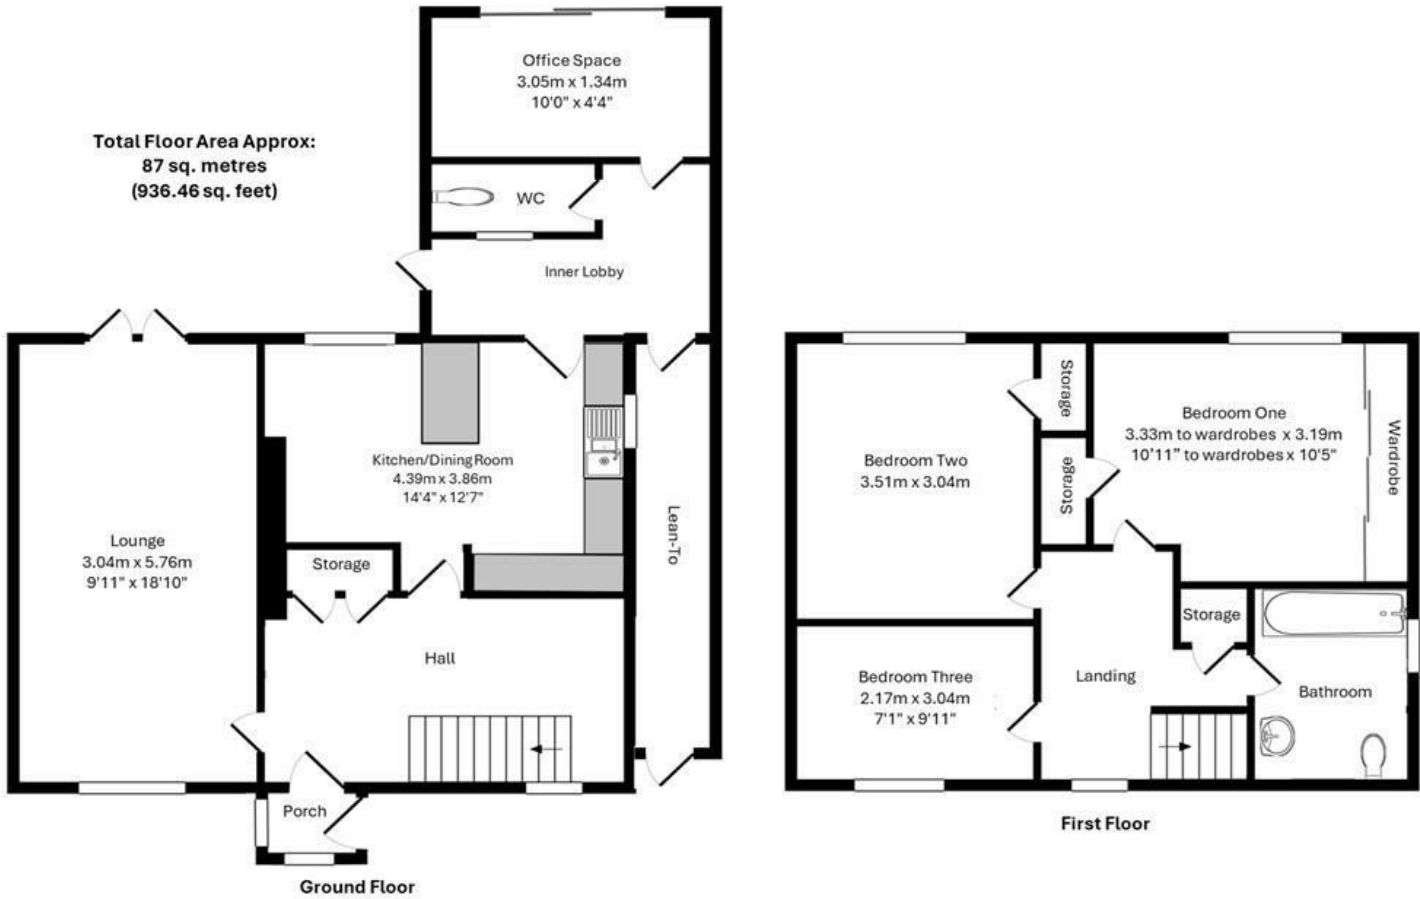 Office Space
3.05m x 1.34m
10'0" x 4'4"
Total Floor Area Approx:
87 sq. metres
(936.46 sq. feet)
WC
Inner Lobby
Kitchen/Dining Room
4.39m x 3.86m
14'4" x 12'7"
Lounge
3.04m x 5.76m
9'11" x 18'10"
Storage
Lean-To
Hall
Porch
Ground Floor
Bedroom Two
3.51m x 3.04m
Storage
Storage
Bedroom One
3.33m to wardrobes x 3.19m
10'11" to wardrobes x 10'5"
Wardrobe
Storage
Bedroom Three
2.17m x 3.04m
7'1" x 9'11"
Landing
Bathroom
First Floor